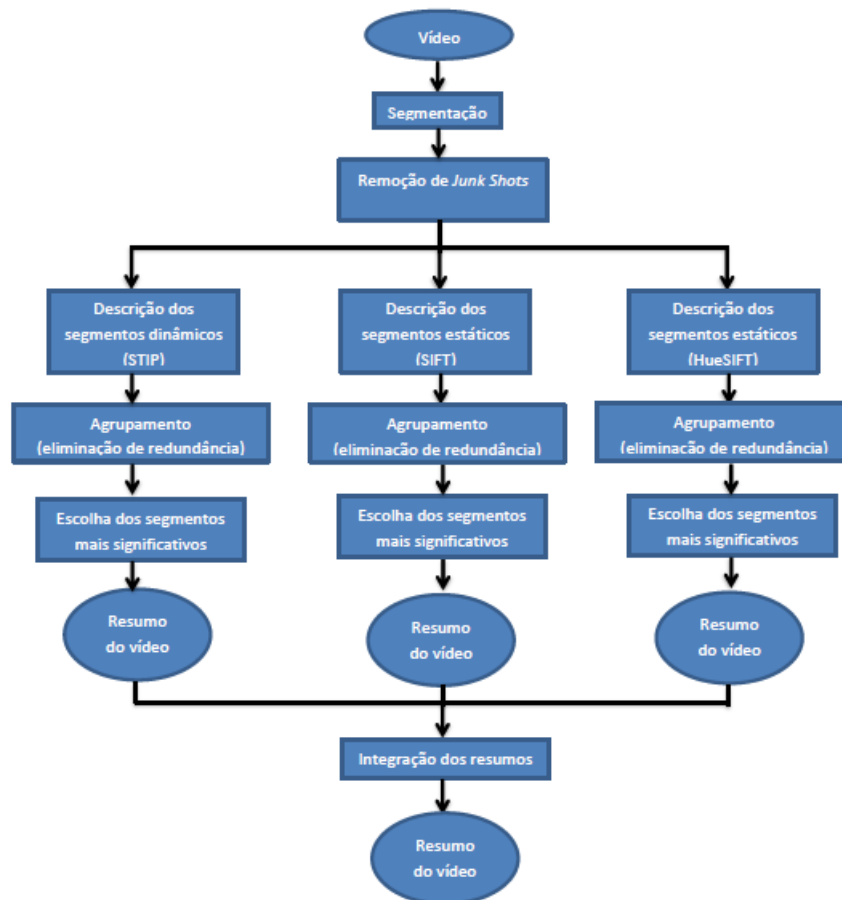 Vídeo
Segmentação
Remoção de Junk Shots
Descrição dos
segmentos dinâmicos
(STIP)
Descrição dos
segmentos estáticos
(SIFT)
Descrição dos
segmentos estáticos
(HueSIFT)
Agrupamento
(eliminação de redundância)
Agrupamento
(eliminação de redundância)
Agrupamento
(eliminação de redundância)
Escolha dos segmentos
mais significativos
Escolha dos segmentos
mais significativos
Escolha dos segmentos
mais significativos
Resumo
do vídeo
Resumo
do vídeo
Resumo
do vídeo
Integração dos resumos
Resumo
do vídeo